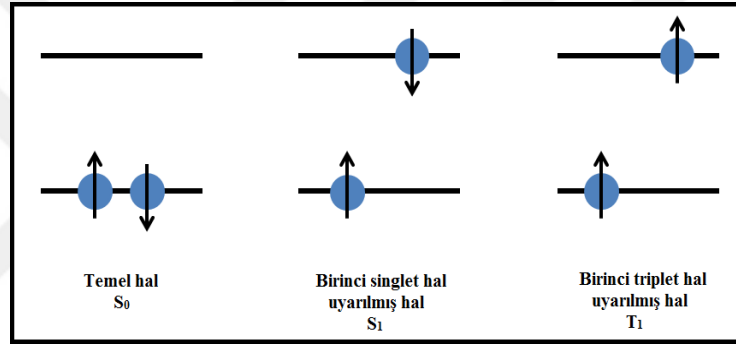 Temel hal
S₀
Birinci singlet hal
uyarılmış hal
S₁
Birinci triplet hal
uyarılmış hal
T₁